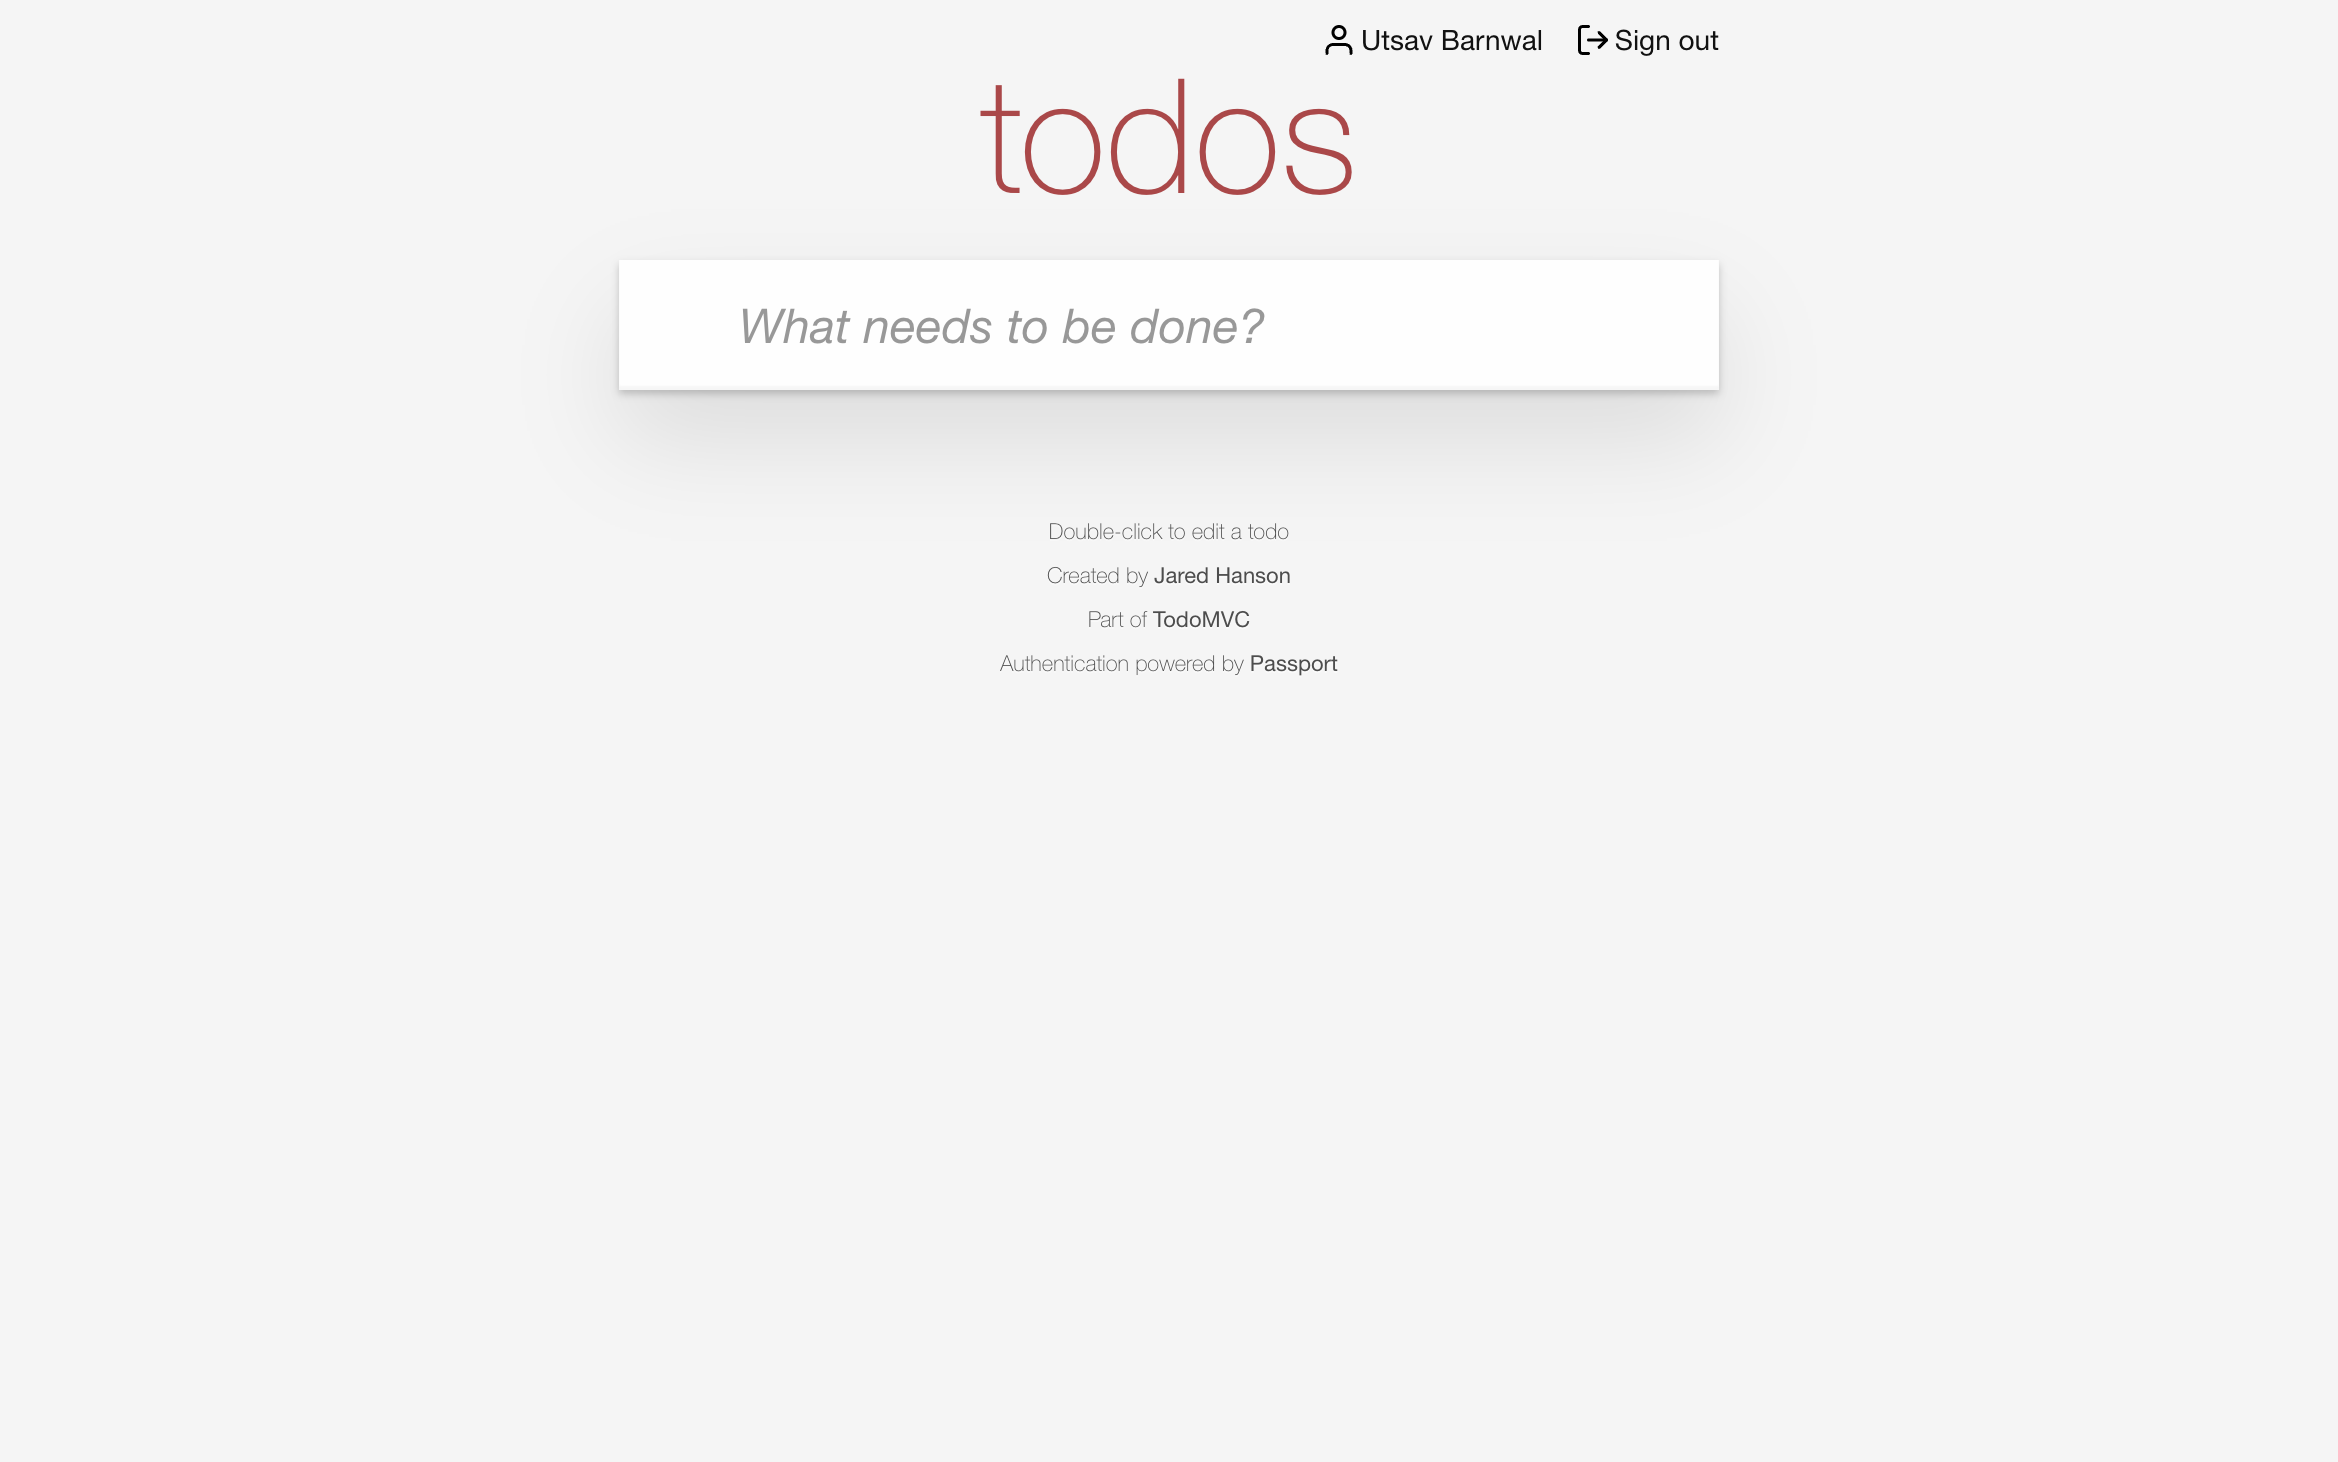 Utsav Barnwal Sign out
todos
What needs to be done?
Double-click to edit a todo
Created by Jared Hanson
Part of TodoMVC
Authentication powered by Passport